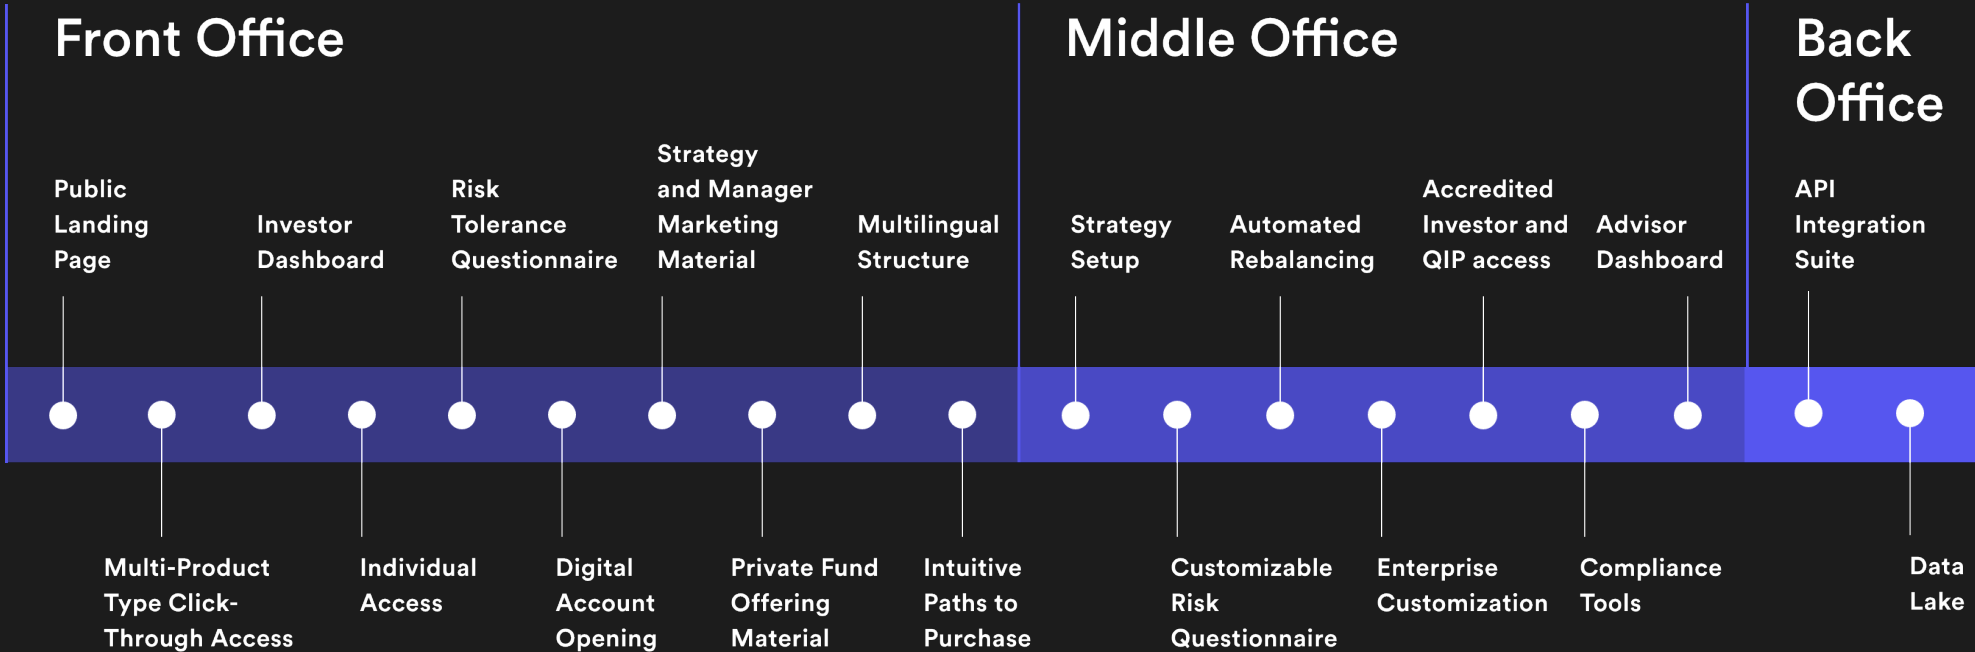 Front Office
Public
Landing
Page
Investor
Dashboard
Risk
Tolerance
Questionnaire
Strategy
and Manager
Marketing
Material
Multilingual
Structure
Multi-Product
Type Click-
Through Access
Individual
Access
Digital
Account
Opening
Private Fund
Offering
Material
Intuitive
Paths to
Purchase
Middle Office
Strategy
Setup
Automated
Rebalancing
Accredited
Investor and
QIP access
Advisor
Dashboard
Customizable
Risk
Questionnaire
Enterprise
Customization
Compliance
Tools
Back
Office
API
Integration
Suite
Data
Lake